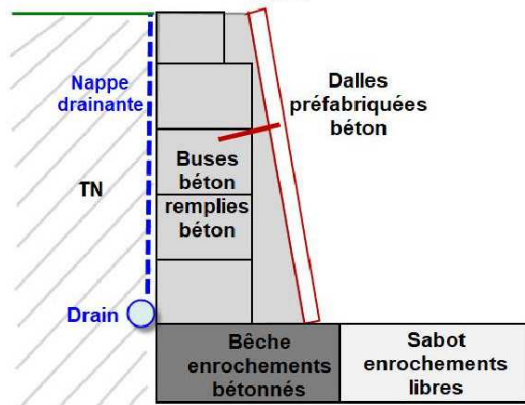 Nappe
drainante
Dalles
préfabriquées
béton
Buses
béton
remplies
béton
TN
Drain
Bêche
enrochements
bétonnés
Sabot
enrochements
libres